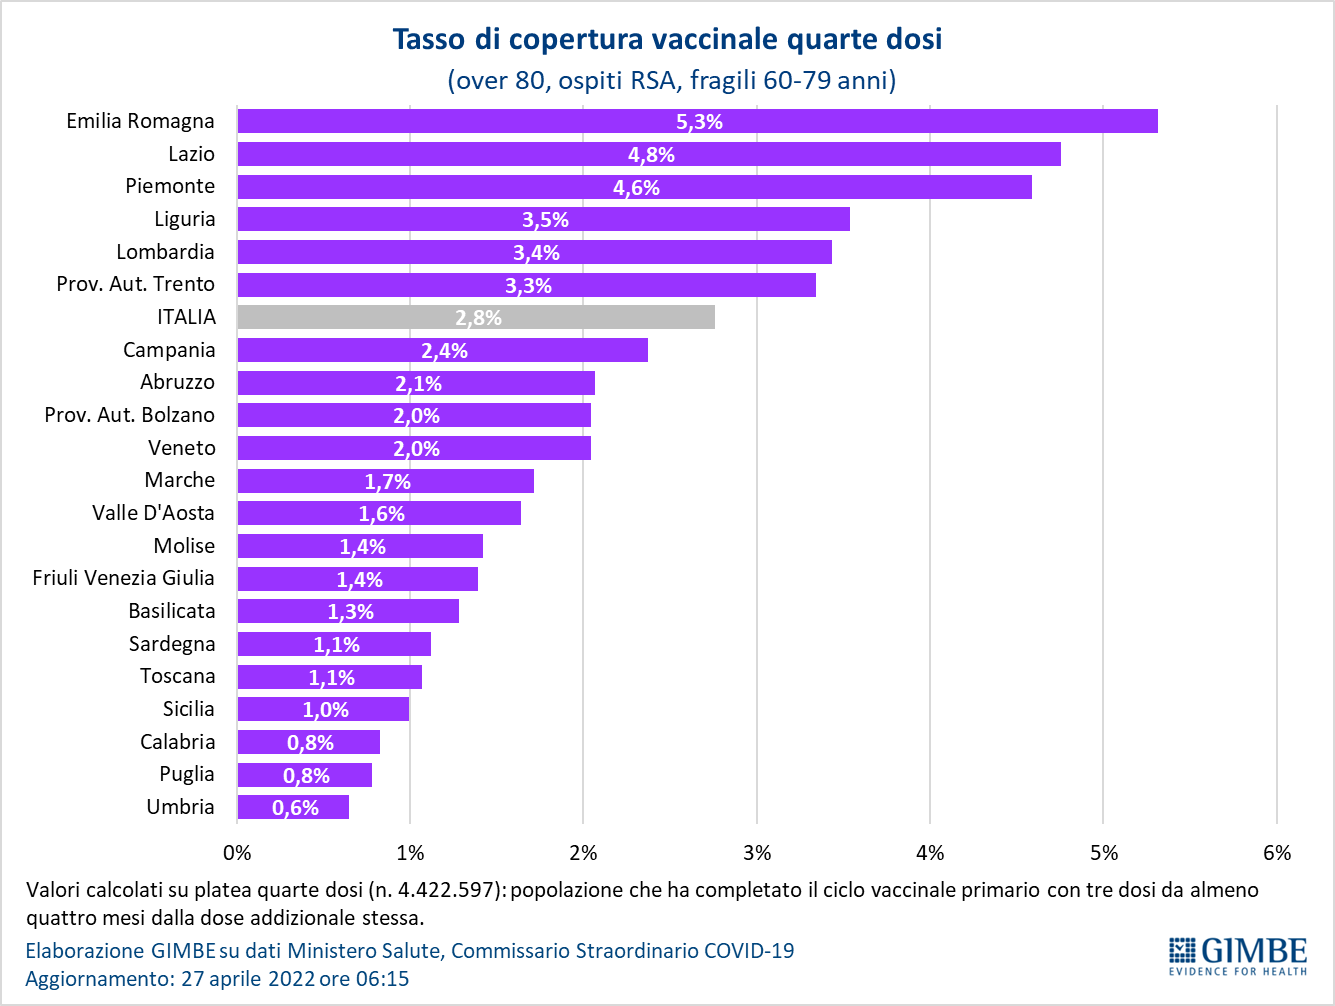 Tasso di copertura vaccinale quarte dosi
(over 80, ospiti RSA, fragili 60-79 anni)
Emilia Romagna 5,3%
Lazio 4,8%
Piemonte 4,6%
Liguria 3,5%
Lombardia 3,4%
Prov. Aut. Trento 3,3%
ITALIA 2,8%
Campania 2,4%
Abruzzo 2,1%
Prov. Aut. Bolzano 2,0%
Veneto 2,0%
Marche 1,7%
Valle D'Aosta 1,6%
Molise 1,4%
Friuli Venezia Giulia 1,4%
Basilicata 1,3%
Sardegna 1,1%
Toscana 1,1%
Sicilia 1,0%
Calabria 0,8%
Puglia 0,8%
Umbria 0,6%
0% 1% 2% 3% 4% 5% 6%
Valori calcolati su platea quarte dosi (n. 4.422.597): popolazione che ha completato il ciclo vaccinale primario con tre dosi da almeno
quattro mesi dalla dose addizionale stessa.
Elaborazione GIMBE su dati Ministero Salute, Commissario Straordinario COVID-19
Aggiornamento: 27 aprile 2022 ore 06:15
GIMBE
EVIDENCE FOR HEALTH